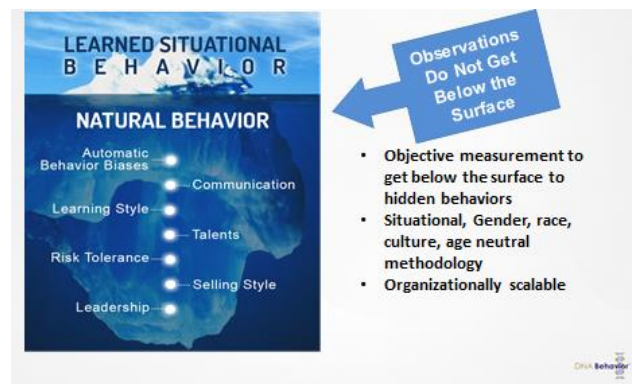 LEARNED SITUATIONAL
BEHAVIOR
NATURAL BEHAVIOR
Automatic
Behavior Biases
Communication
Learning Style
Talents
Risk Tolerance
Selling Style
Leadership
Observations
Do Not Get
Below the
Surface
• Objective measurement to
get below the surface to
hidden behaviors
• Situational, Gender, race,
culture, age neutral
methodology
• Organizationally scalable
DNA Behavior